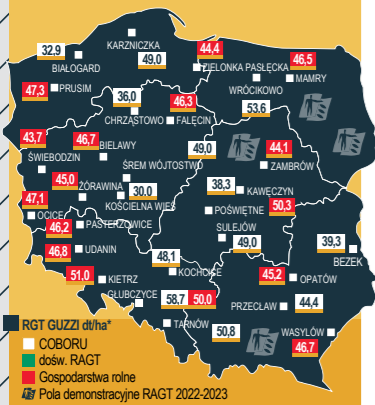 44,4
32,9
KARZNICZKA
49,0
BIAŁOGARD
ZIELONKA PASŁĘCKA
46,5
MAMRY
47,3
PRUSIM
WRÓCIKOWO
36,0
46,3
53.6
CHRZĄSTOWO
FALĘCIN
43,7
46,7
BIELAWY
49,0
44,1
ŚWIEBODZIN
ŚREM WÓJTOSTWO
ZAMBRÓW
45,0
ŻÓRAWINA
30.0
38,3
KAWĘCZYN
47,1
KOŚCIELNA WIEŚ
OCICE
46,2
PASTERZOWICE
POŚWIĘTNE
50,3
SULEJÓW
46,8
UDANIN
49,0
39,3
BEZEK
48,1
51,0
KIETRZ
KOCHCICE
45,2
OPATÓW
GŁUBCZYCE
58,7
50,0
PRZECŁAW
44,4
RGT GUZZI dt/ha*
TARNÓW
50,8
WASYLÓW
46,7
COBORU
dośw. RAGT
Gospodarstwa rolne
Pola demonstracyjne RAGT 2022-2023